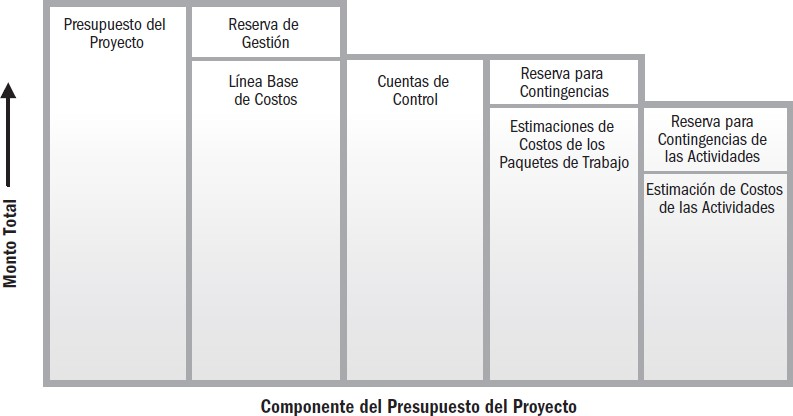 Presupuesto del
Proyecto
Reserva de
Gestión
Línea Base
de Costos
Cuentas de
Control
Reserva para
Contingencias
Estimaciones de
Costos de los
Paquetes de Trabajo
Reserva para
Contingencias de
las Actividades
Estimación de Costos
de las Actividades
Monto Total
Componente del Presupuesto del Proyecto